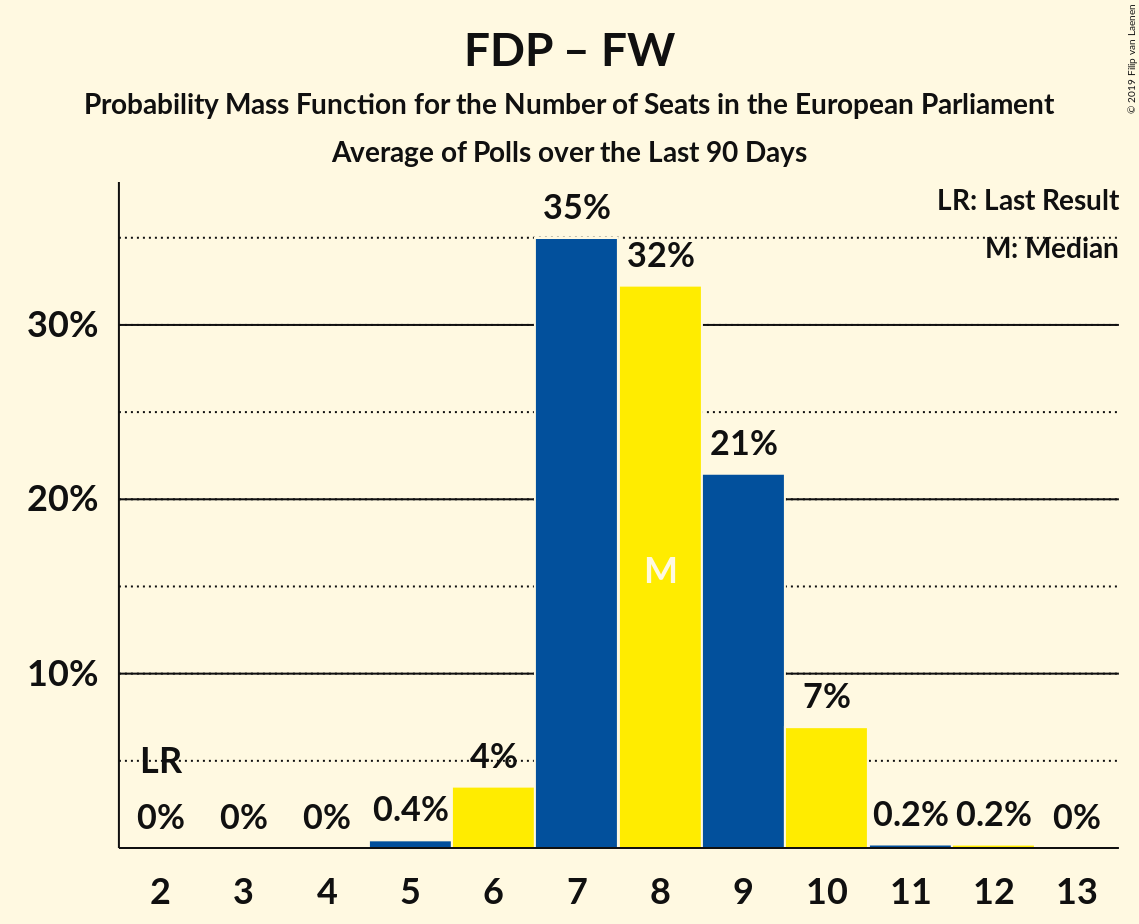 FDP – FW
Probability Mass Function for the Number of Seats in the European Parliament
Average of Polls over the Last 90 Days
© 2019 Filip van Laenen
LR: Last Result
M: Median
35%
32%
30%
21%
20%
M
10%
7%
LR
4%
0% 0% 0% 0.4% 0.2% 0.2% 0%
2 3 4 5 6 7 8 9 10 11 12 13